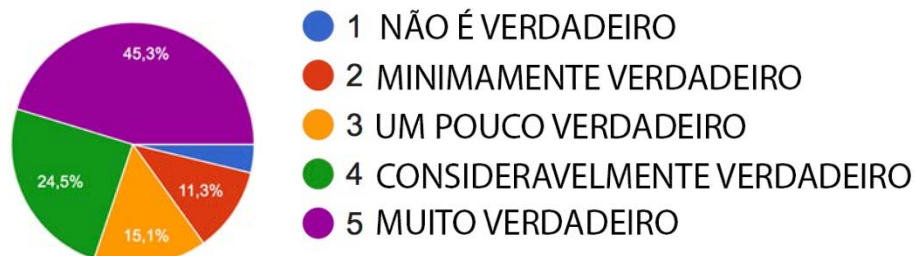 45,3%
24,5%
15,1%
11,3%
1 NÃO É VERDADEIRO
2 MINIMAMENTE VERDADEIRO
3 UM POUCO VERDADEIRO
4 CONSIDERAVELMENTE VERDADEIRO
5 MUITO VERDADEIRO